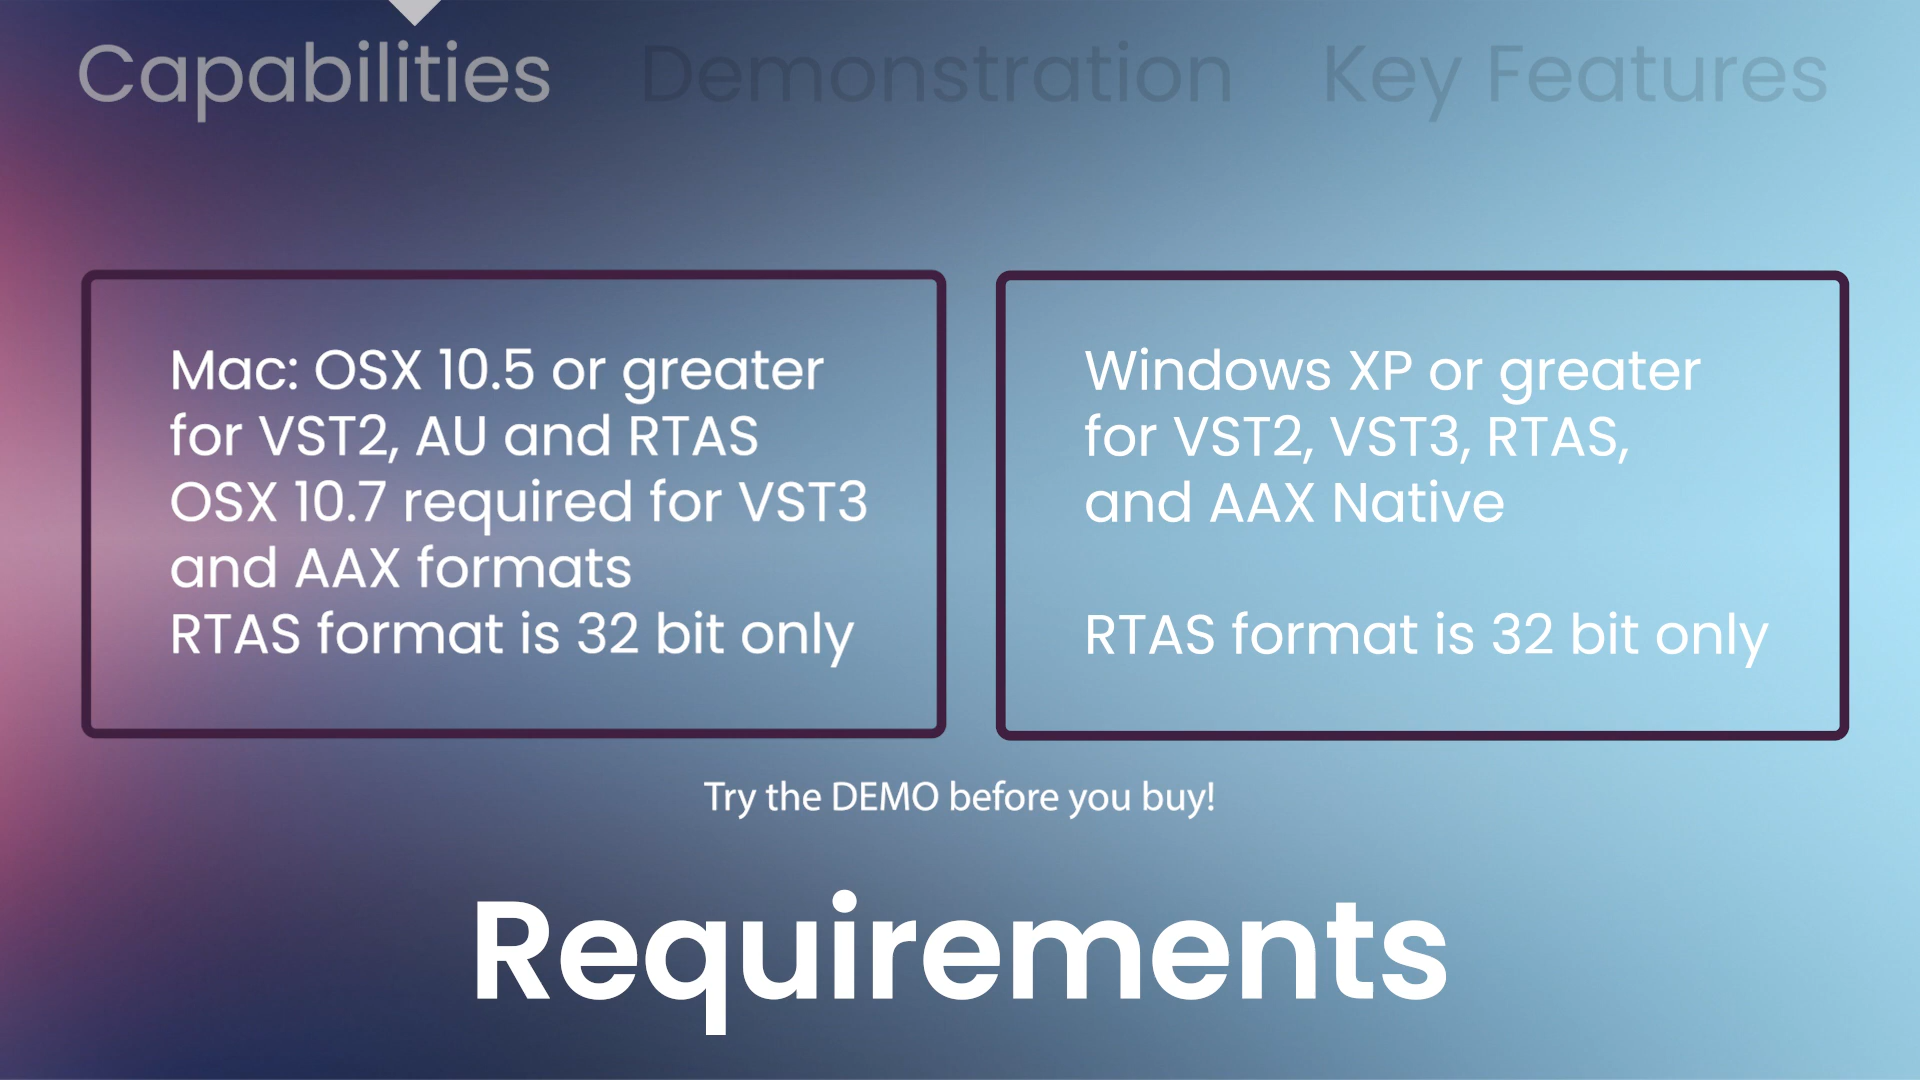 Capabilities Demonstration Key Features
Mac: OSX 10.5 or greater
for VST2, AU and RTAS
OSX 10.7 required for VST3
and AAX formats
RTAS format is 32 bit only
Windows XP or greater
for VST2, VST3, RTAS,
and AAX Native
RTAS format is 32 bit only
Try the DEMO before you buy!
Requirements